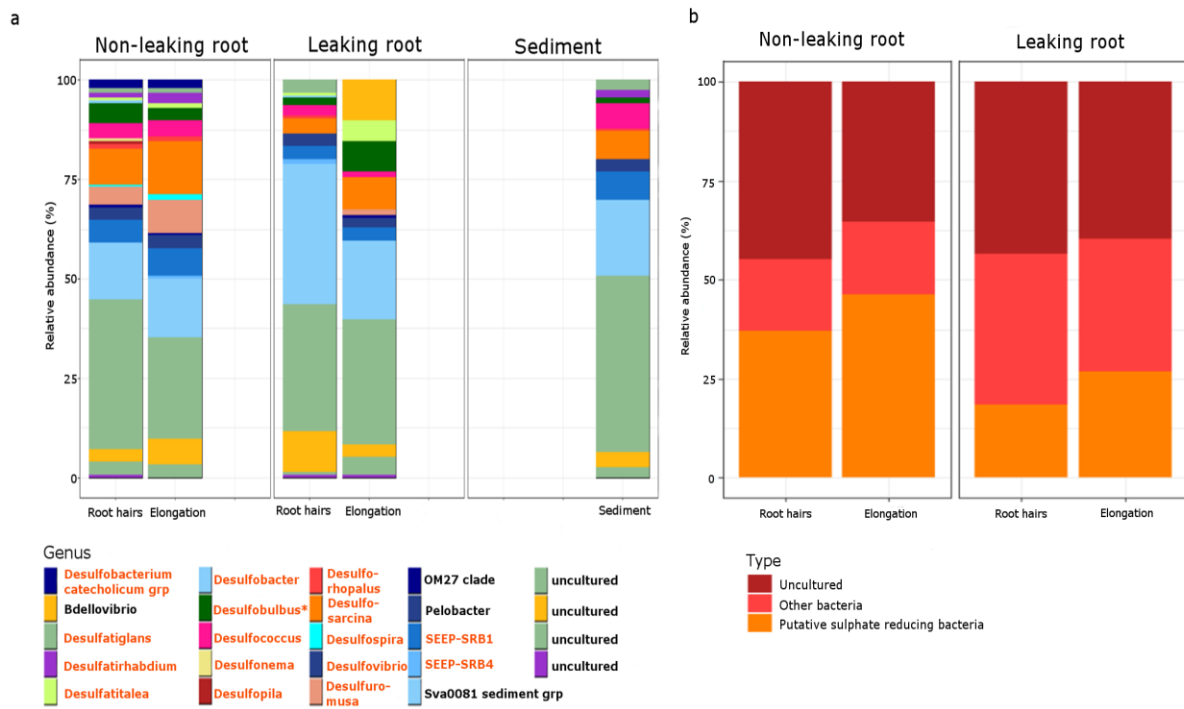 a
Non-leaking root
Leaking root
Sediment
Relative abundance (%)
100
75
50
25
0
Root hairs
Elongation
Root hairs
Elongation
Sediment
Genus
Desulfobacterium
catecholicum grp
Bdellovibrio
Desulfatiglans
Desulfatirhabdium
Desulfatitalea
Desulfobacter
Desulfobulbus*
Desulfococcus
Desulfonema
Desulfopila
Desulfo-
rhopalus
Desulfo-
sarcina
Desulfospira
Desulfovibrio
Desulfuro-
musa
OM27 clade
Pelobacter
SEEP-SRB1
SEEP-SRB4
Sva0081 sediment grp
uncultured
uncultured
uncultured
uncultured
b
Non-leaking root
Leaking root
Relative abundance (%)
100
75
50
25
0
Root hairs
Elongation
Root hairs
Elongation
Type
Uncultured
Other bacteria
Putative sulphate reducing bacteria